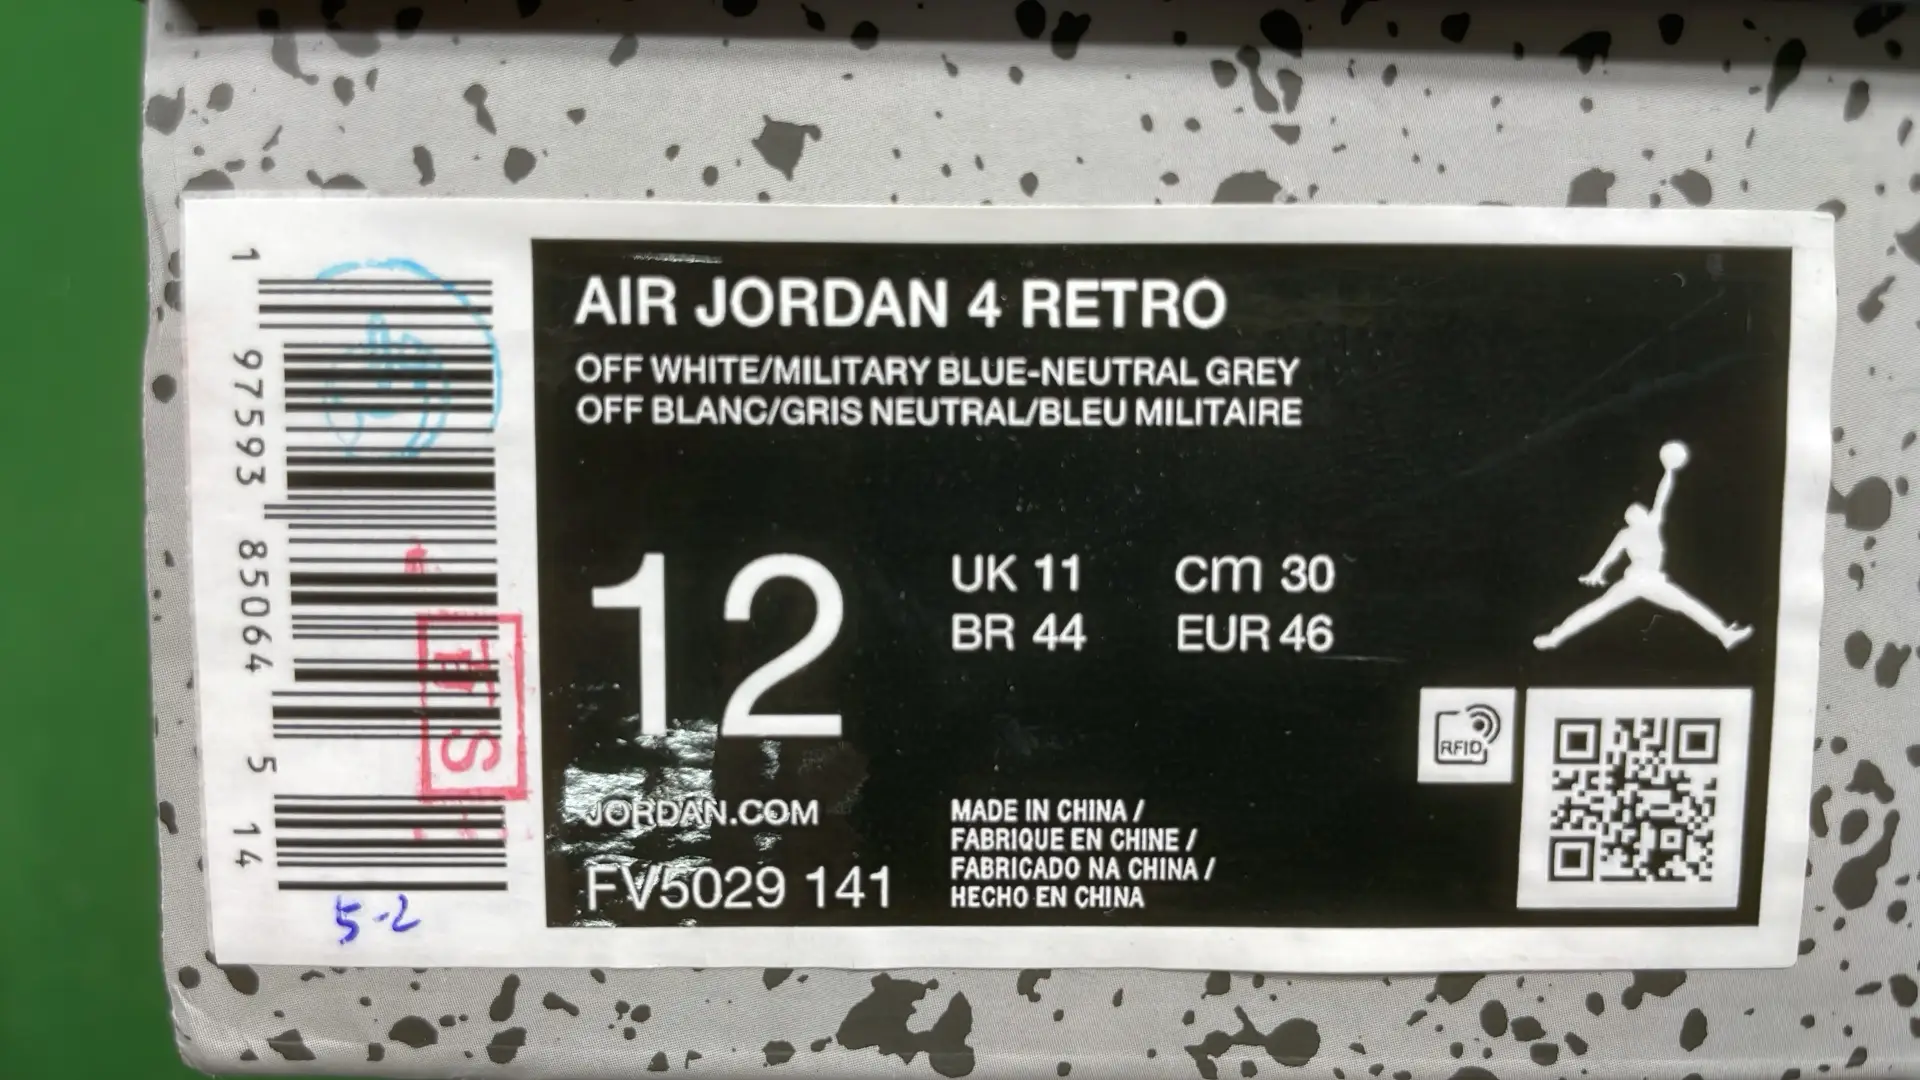 1 97593 85064 5 14
5-2
AIR JORDAN 4 RETRO
OFF WHITE/MILITARY BLUE-NEUTRAL GREY
OFF BLANC/GRIS NEUTRAL/BLEU MILITAIRE
12
UK 11 cm 30
BR 44 EUR 46
RFID
JORDAN.COM
FV5029 141
MADE IN CHINA /
FABRIQUE EN CHINE /
FABRICADO NA CHINA /
HECHO EN CHINA